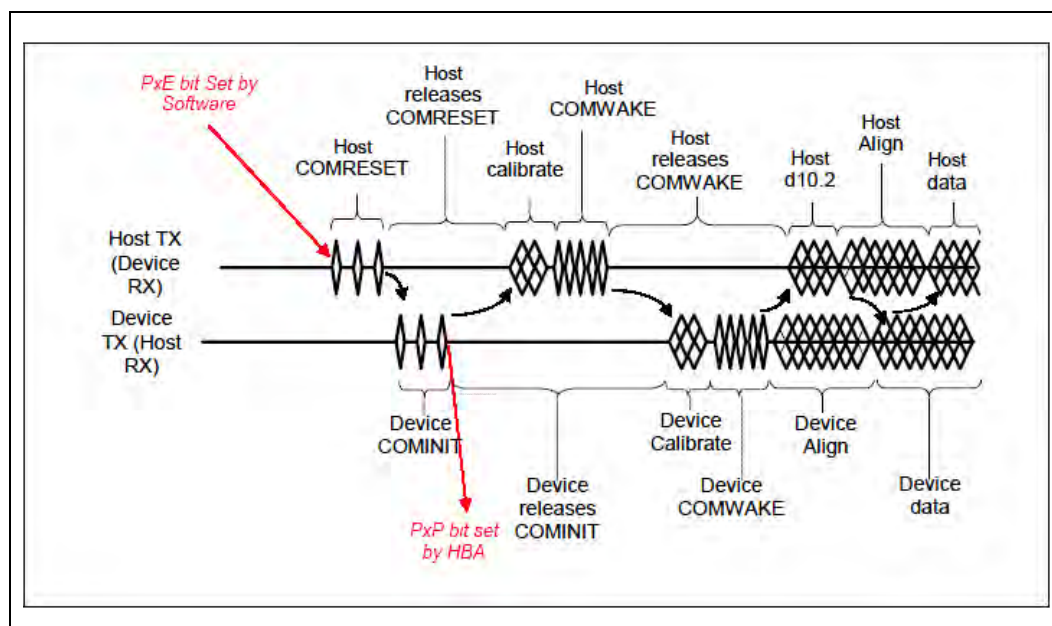 PxE bit Set by
Software
Host
COMRESET
Host
releases
COMRESET
Host
calibrate
Host
COMWAKE
Host
releases
COMWAKE
Host
d10.2
Host
Align
Host
data
Host TX
(Device
RX)
Device
TX (Host
RX)
Device
COMINIT
PxP bit set
by HBA
Device
releases
COMINIT
Device
Calibrate
Device
COMWAKE
Device
Align
Device
data